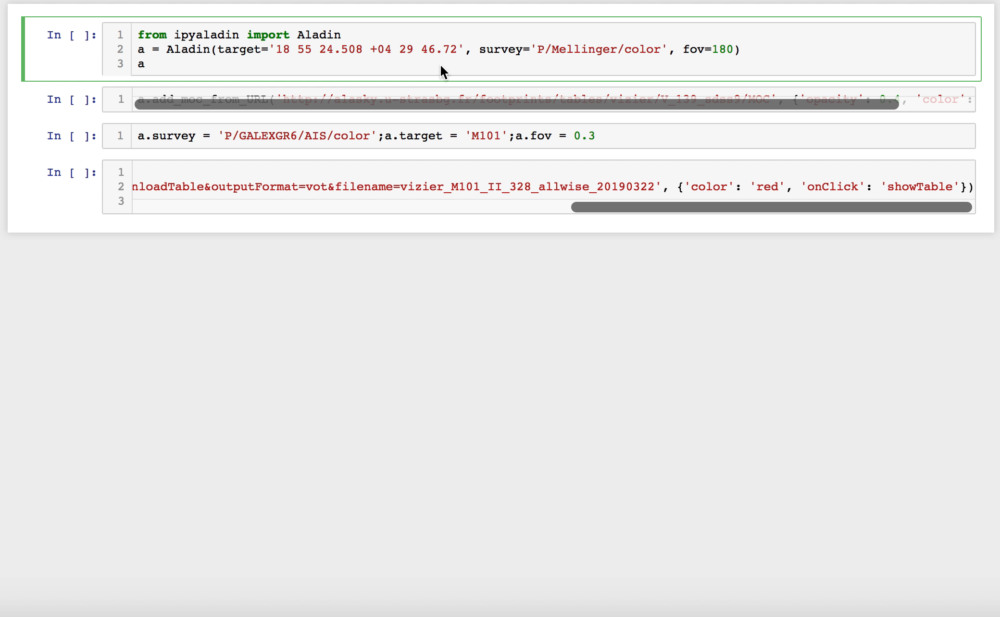 In [ ]:
1 from ipyaladin import Aladin
2 a = Aladin(target='18 55 24.508 +04 29 46.72', survey='P/Mellinger/color', fov=180)
3 a
In [ ]:
1 a.add_moc_from_URL('http://alasky.u-strasbg.fr/footprints/tables/vizier/V_139_sdss9/MOC', {'opacity': 0.4, 'color':
In [ ]:
1 a.survey = 'P/GALEXGR6/AIS/color';a.target = 'M101';a.fov = 0.3
In [ ]:
1
2 nloadTable&outputFormat=vot&filename=vizier_M101_II_328_allwise_20190322', {'color': 'red', 'onClick': 'showTable'})
3